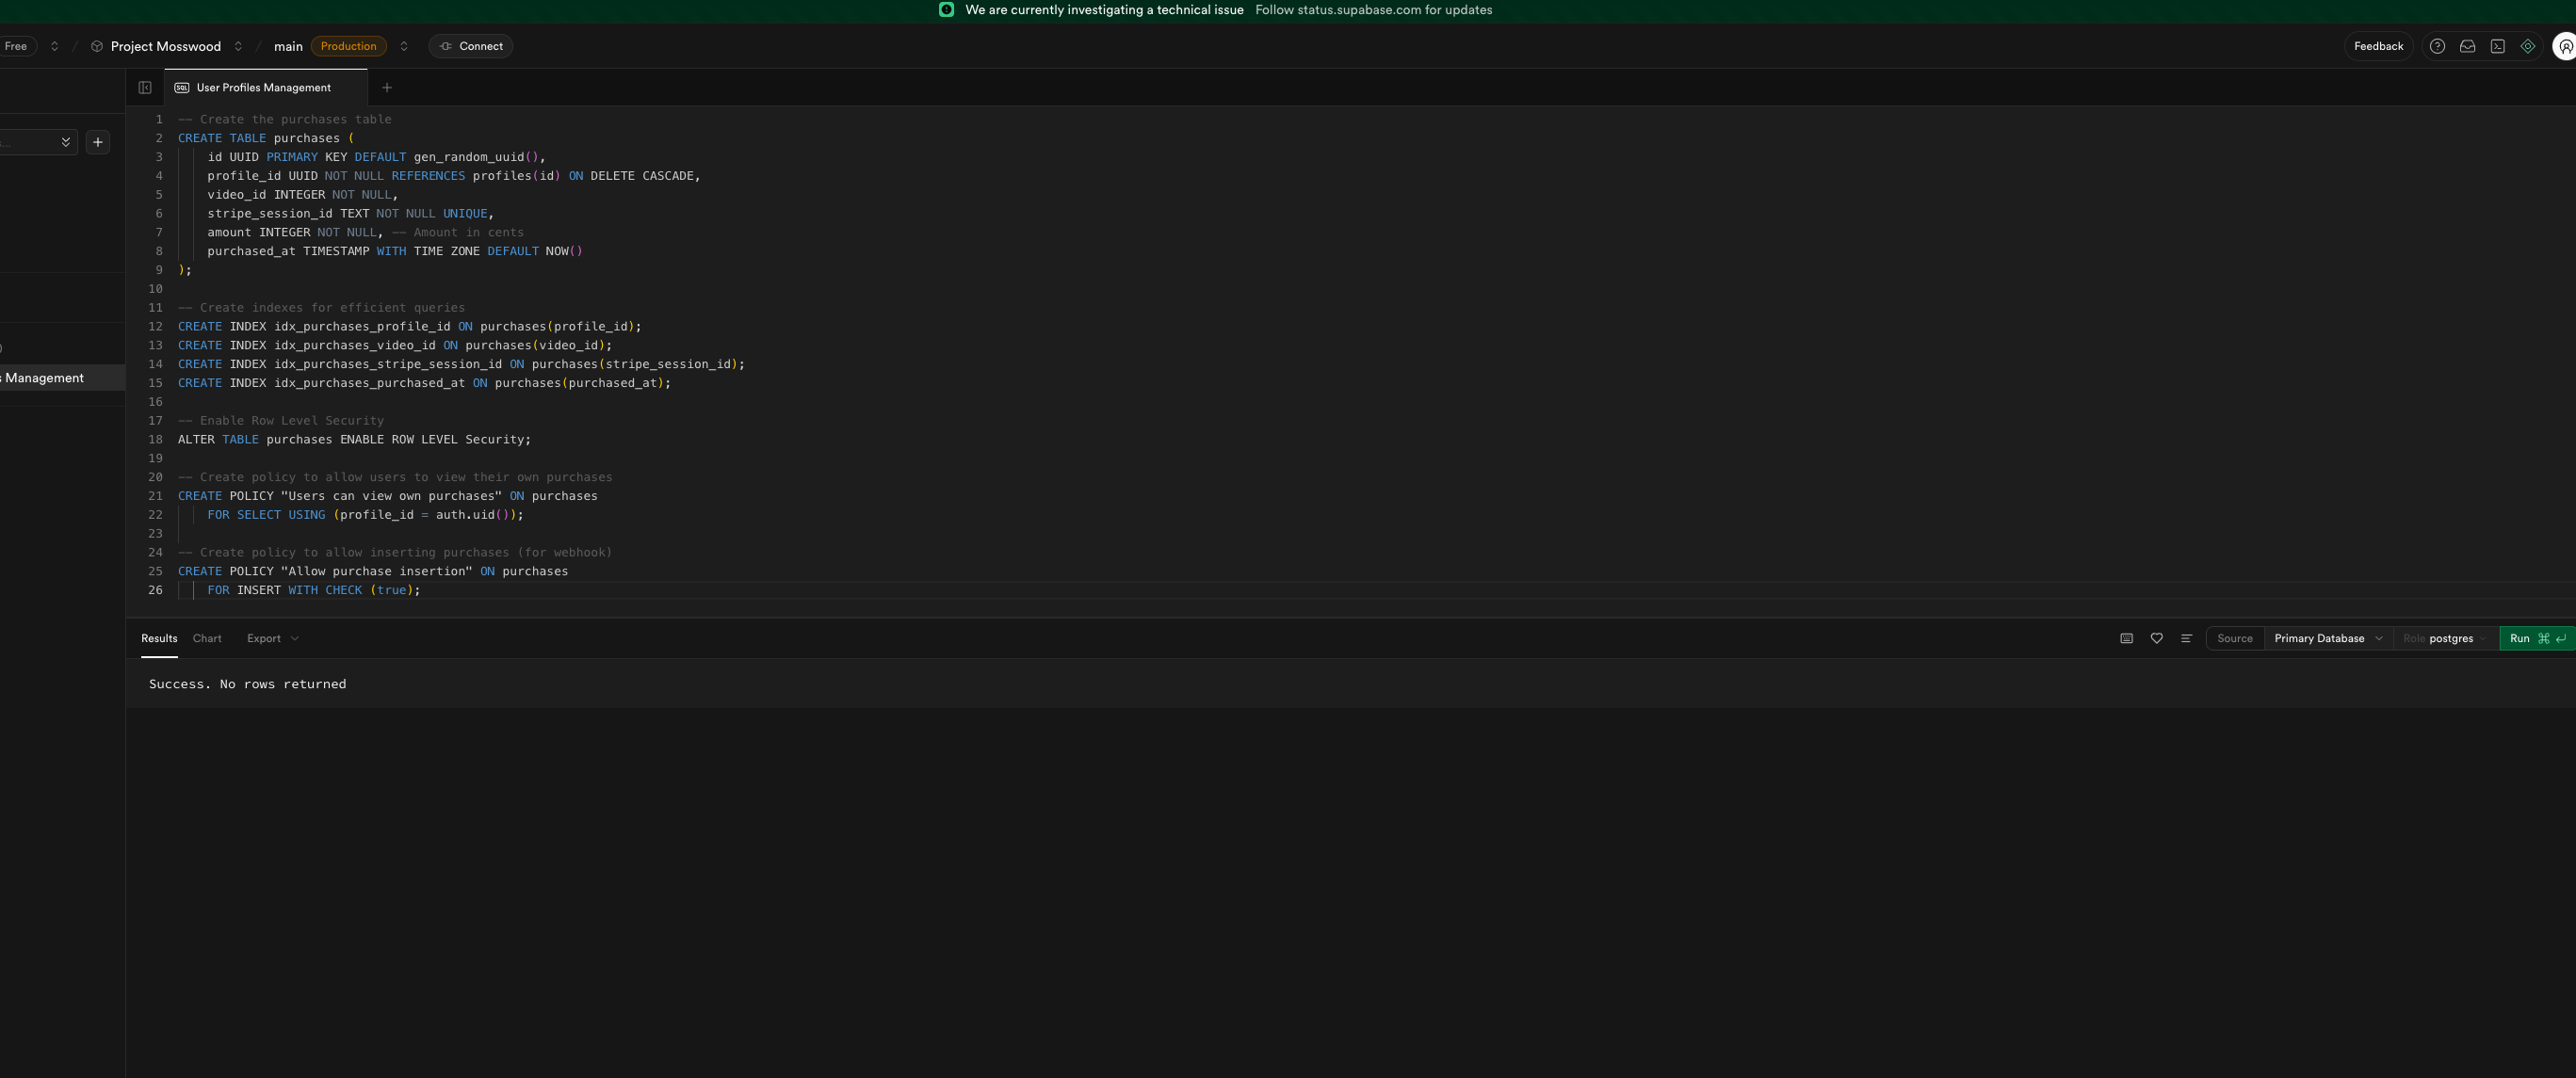 We are currently investigating a technical issue Follow status.supabase.com for updates
Free / Project Mosswood / main Production Connect Feedback
SQL User Profiles Management +
1 -- Create the purchases table
2 CREATE TABLE purchases (
3     id UUID PRIMARY KEY DEFAULT gen_random_uuid(),
4     profile_id UUID NOT NULL REFERENCES profiles(id) ON DELETE CASCADE,
5     video_id INTEGER NOT NULL,
6     stripe_session_id TEXT NOT NULL UNIQUE,
7     amount INTEGER NOT NULL, -- Amount in cents
8     purchased_at TIMESTAMP WITH TIME ZONE DEFAULT NOW()
9 );
10
11 -- Create indexes for efficient queries
12 CREATE INDEX idx_purchases_profile_id ON purchases(profile_id);
13 CREATE INDEX idx_purchases_video_id ON purchases(video_id);
14 CREATE INDEX idx_purchases_stripe_session_id ON purchases(stripe_session_id);
15 CREATE INDEX idx_purchases_purchased_at ON purchases(purchased_at);
16
17 -- Enable Row Level Security
18 ALTER TABLE purchases ENABLE ROW LEVEL Security;
19
20 -- Create policy to allow users to view their own purchases
21 CREATE POLICY "Users can view own purchases" ON purchases
22     FOR SELECT USING (profile_id = auth.uid());
23
24 -- Create policy to allow inserting purchases (for webhook)
25 CREATE POLICY "Allow purchase insertion" ON purchases
26     FOR INSERT WITH CHECK (true);
s...
)
s Management
Results Chart Export Source Primary Database Role postgres Run ⌘ ↵
Success. No rows returned